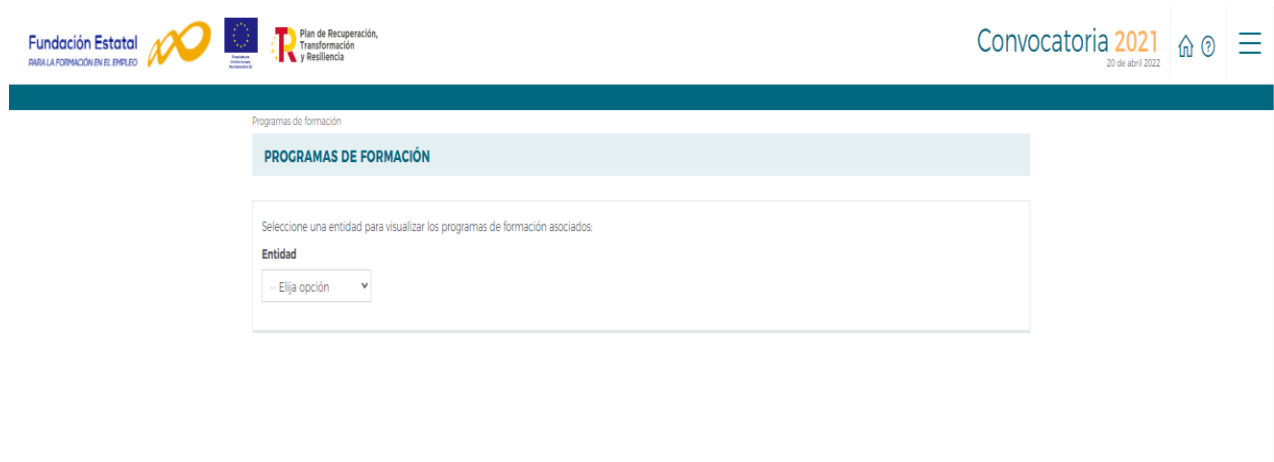 Fundación Estatal
PARA LA FORMACIÓN EN EL EMPLEO
Plan de Recuperación,
Transformación
y Resiliencia
Convocatoria 2021
20 de abril 2022
Programas de formación
PROGRAMAS DE FORMACIÓN
Seleccione una entidad para visualizar los programas de formación asociados:
Entidad
-- Elija opción